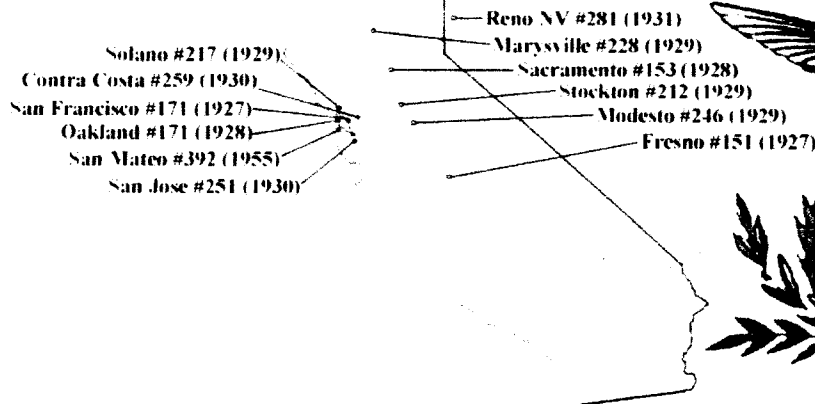 Solano #217 (1929)
Contra Costa #259 (1930)
San Francisco #171 (1927)
Oakland #171 (1928)
San Mateo #392 (1955)
San Jose #251 (1930)
Reno NV #281 (1931)
Marysville #228 (1929)
Sacramento #153 (1928)
Stockton #212 (1929)
Modesto #246 (1929)
Fresno #151 (1927)